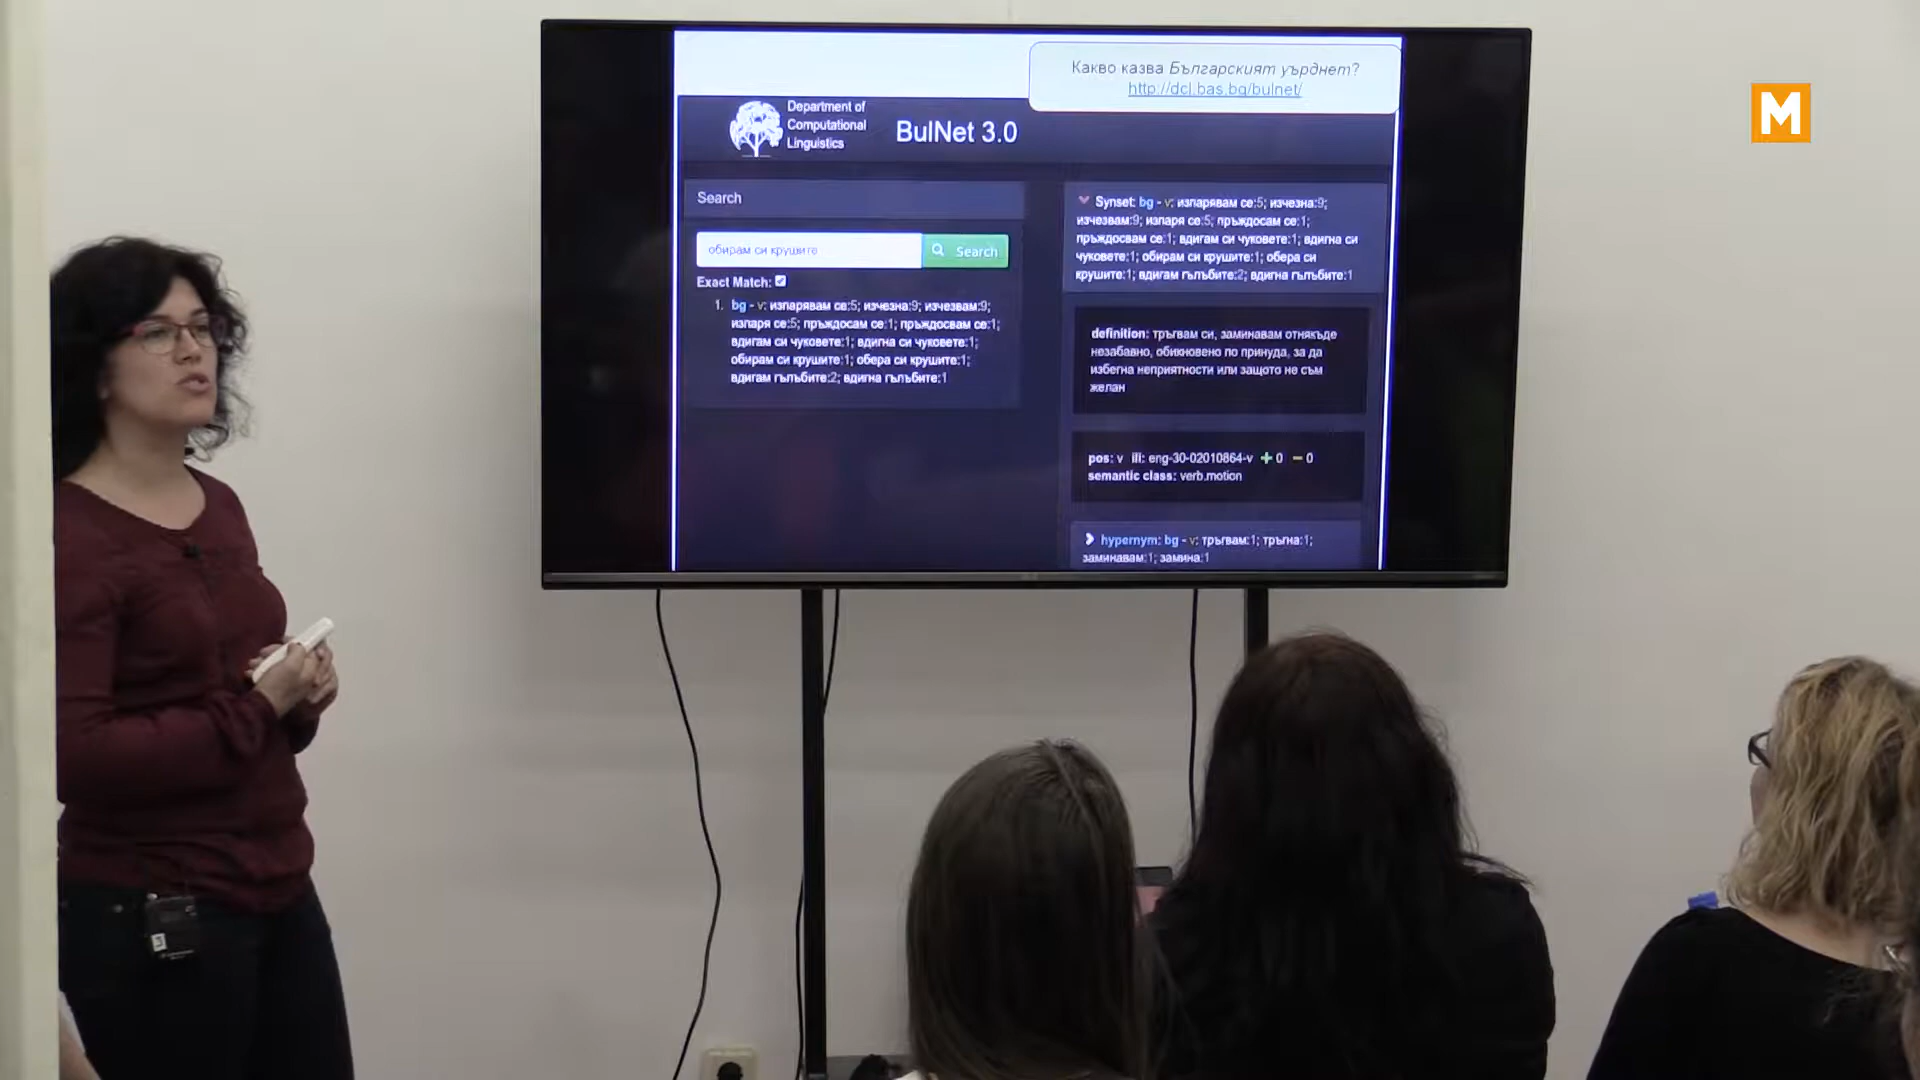 Какво казва Българският уърднет?
http://dcl.bas.bg/bulnet/
M
Department of
Computational
Linguistics
BulNet 3.0
Search
обирам си крушите
Search
Exact Match:
1. bg - v: изпарявам се:5; изчезна:9; изчезвам:9;
изпаря се:5; пръждосам се:1; пръждосвам се:1;
вдигам си чуковете:1; вдигна си чуковете:1;
обирам си крушите:1; обера си крушите:1;
вдигам гълъбите:2; вдигна гълъбите:1
Synset: bg - v: изпарявам се:5; изчезна:9;
изчезвам:9; изпаря се:5; пръждосам се:1;
пръждосвам се:1; вдигам си чуковете:1; вдигна си
чуковете:1; обирам си крушите:1; обера си
крушите:1; вдигам гълъбите:2; вдигна гълъбите:1
definition: тръгвам си, заминавам отнякъде
незабавно, обикновено по принуда, за да
избегна неприятности или защото не съм
желан
pos: v ili: eng-30-02010864-v + 0 − 0
semantic class: verb.motion
hypernym: bg - v: тръгвам:1; тръгна:1;
заминавам:1; замина:1